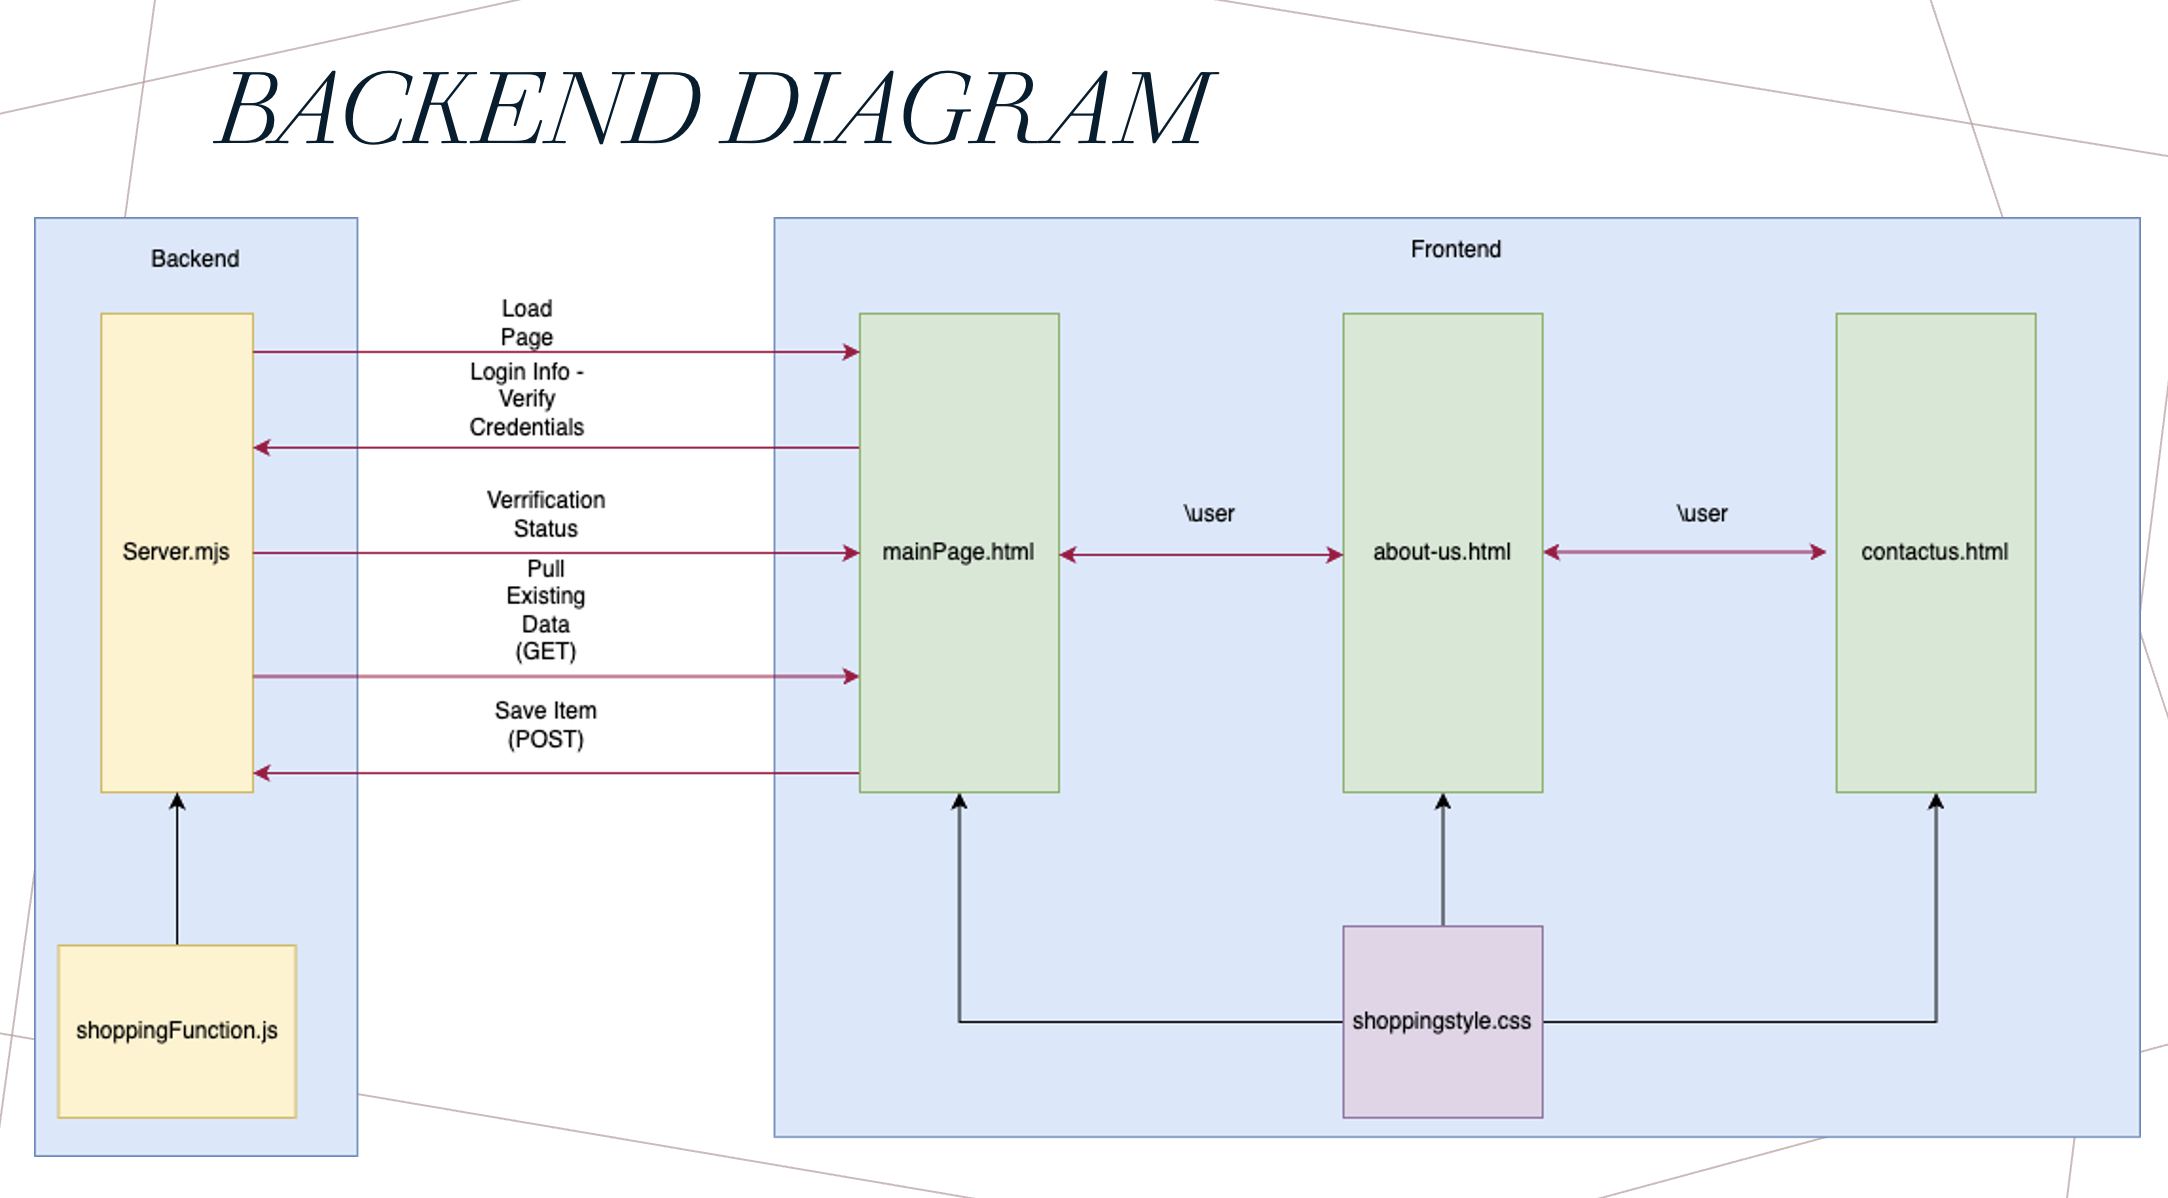 BACKEND DIAGRAM
Backend
Frontend
Load
Page
Login Info -
Verify
Credentials
Verrification
Status
Pull
Existing
Data
(GET)
Save Item
(POST)
Server.mjs
mainPage.html
\user
about-us.html
\user
contactus.html
shoppingFunction.js
shoppingstyle.css